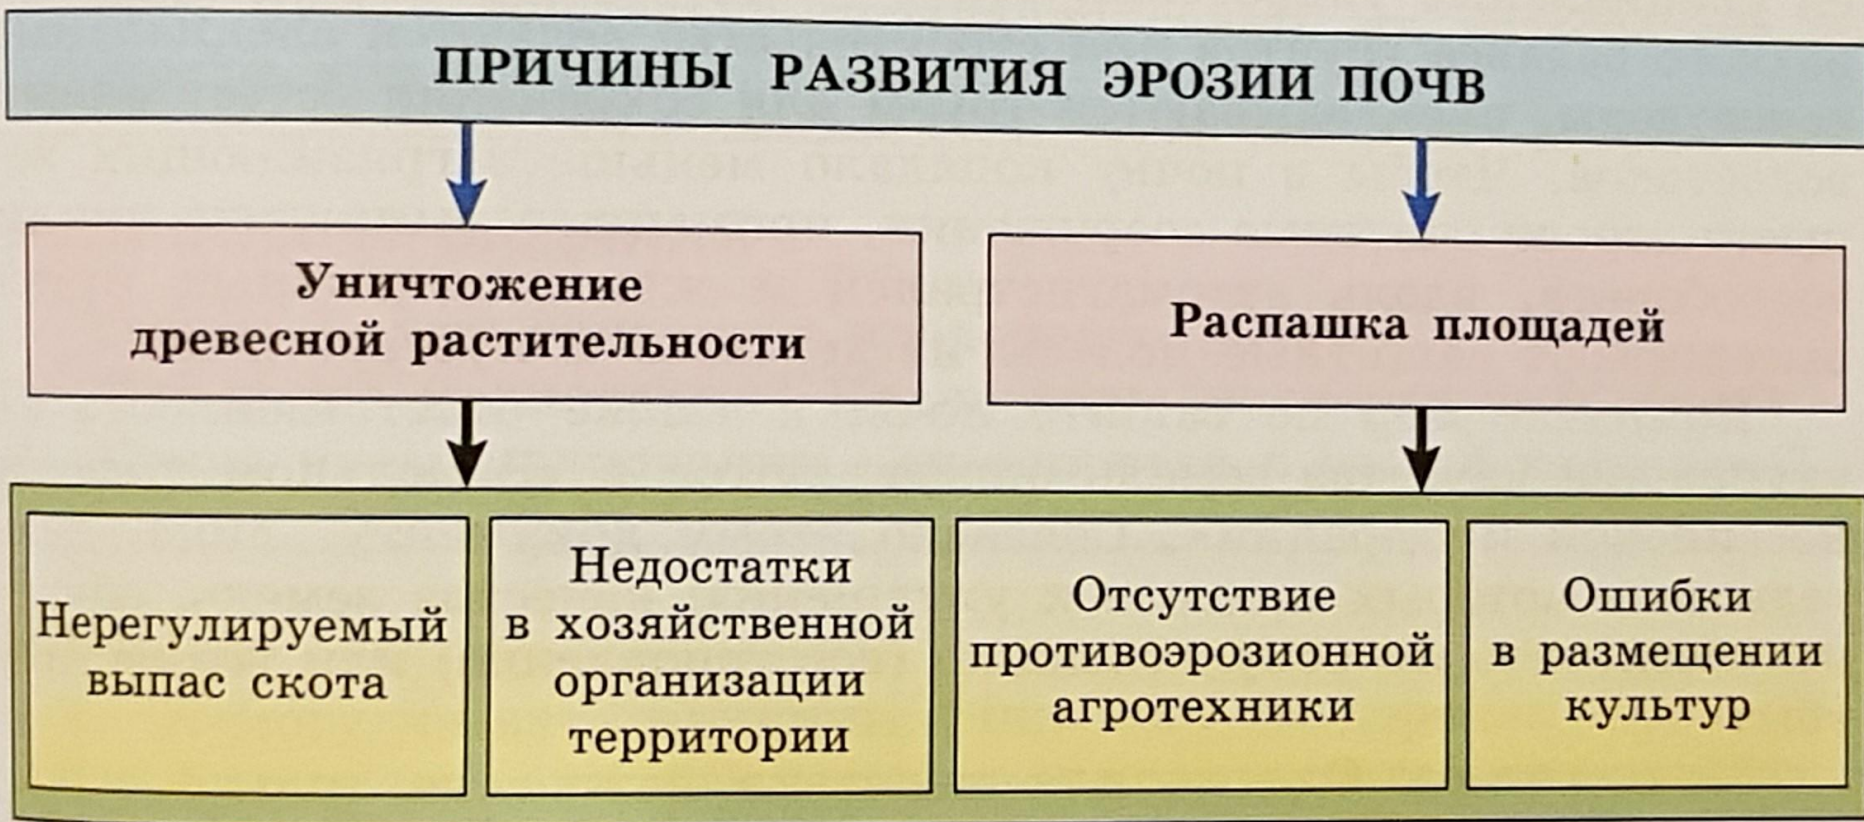 ПРИЧИНЫ РАЗВИТИЯ ЭРОЗИИ ПОЧВ
Уничтожение
древесной растительности
Распашка площадей
Нерегулируемый
выпас скота
Недостатки
в хозяйственной
организации
территории
Отсутствие
противоэрозионной
агротехники
Ошибки
в размещении
культур